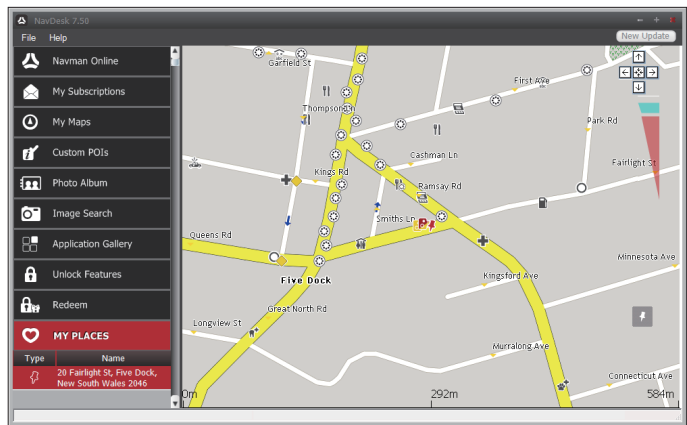 NavDesk 7.50
File Help
New Update
Navman Online
My Subscriptions
My Maps
Custom POIs
Photo Album
Image Search
Application Gallery
Unlock Features
Redeem
MY PLACES
Type Name
20 Fairlight St, Five Dock,
New South Wales 2046
Garfield St
First Ave
Thompson Ln
Park Rd
Cashman Ln
Fairlight St
Kings Rd
Ramsay Rd
Smiths Ln
Queens Rd
Minnesota Ave
Five Dock
Kingsford Ave
Great North Rd
Longview St
Murralong Ave
Connecticut Ave
0m 292m 584m